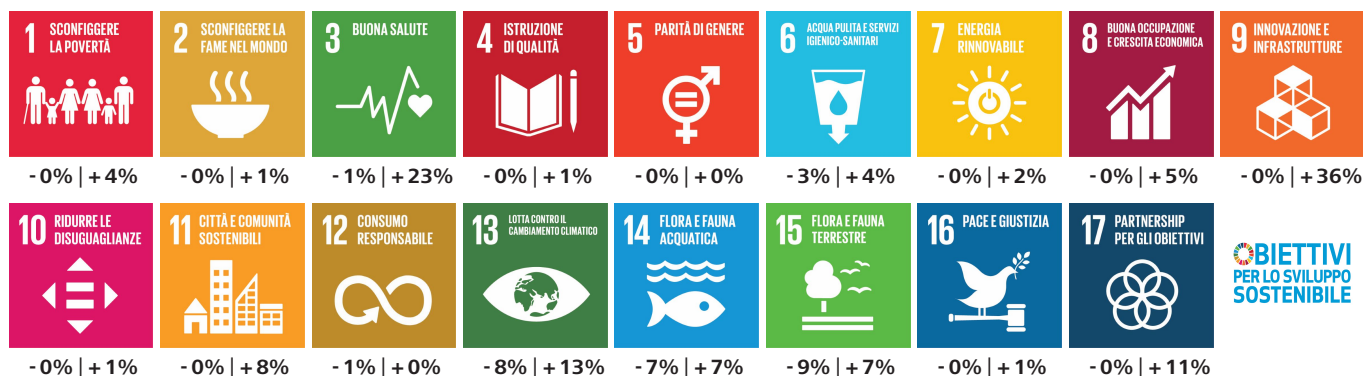 1 SCONFIGGERE
LA POVERTÀ
- 0% | + 4%
2 SCONFIGGERE LA
FAME NEL MONDO
- 0% | + 1%
3 BUONA SALUTE
- 1% | + 23%
4 ISTRUZIONE
DI QUALITÀ
- 0% | + 1%
5 PARITÀ DI GENERE
- 0% | + 0%
6 ACQUA PULITA E SERVIZI
IGIENICO-SANITARI
- 3% | + 4%
7 ENERGIA
RINNOVABILE
- 0% | + 2%
8 BUONA OCCUPAZIONE
E CRESCITA ECONOMICA
- 0% | + 5%
9 INNOVAZIONE E
INFRASTRUTTURE
- 0% | + 36%
10 RIDURRE LE
DISUGUAGLIANZE
- 0% | + 1%
11 CITTÀ E COMUNITÀ
SOSTENIBILI
- 0% | + 8%
12 CONSUMO
RESPONSABILE
- 1% | + 0%
13 LOTTA CONTRO IL
CAMBIAMENTO CLIMATICO
- 8% | + 13%
14 FLORA E FAUNA
ACQUATICA
- 7% | + 7%
15 FLORA E FAUNA
TERRESTRE
- 9% | + 7%
16 PACE E GIUSTIZIA
- 0% | + 1%
17 PARTNERSHIP
PER GLI OBIETTIVI
- 0% | + 11%
OBIETTIVI
PER LO SVILUPPO
SOSTENIBILE